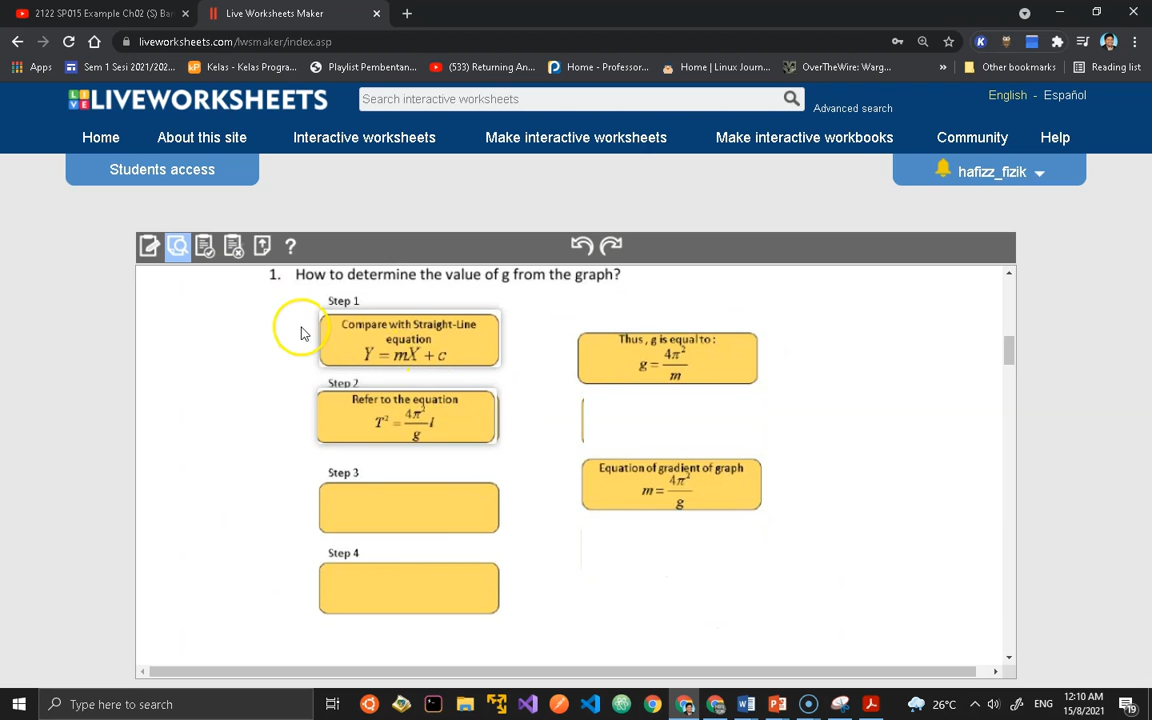 2122 SP015 Example Ch02 (S) Ba
Live Worksheets Maker
liveworksheets.com/lwsmaker/index.asp
Apps
Sem 1 Sesi 2021/202...
Kelas - Kelas Progra...
Playlist Pembentan...
(533) Returning An...
Home - Professor...
Home | Linux Journ...
OverTheWire: Warg...
»
Other bookmarks
Reading list
LIVEWORKSHEETS
Search interactive worksheets
Advanced search
English - Español
Home
About this site
Interactive worksheets
Make interactive worksheets
Make interactive workbooks
Community
Help
Students access
hafizz_fizik
1. How to determine the value of g from the graph?
Step 1
Compare with Straight-Line
equation
Y = mX + c
Step 2
Refer to the equation
T² = 4π²/g l
Step 3
Step 4
Thus , g is equal to :
g = 4π²/m
Equation of gradient of graph
m = 4π²/g
Type here to search
26°C
ENG
12:10 AM
15/8/2021
19